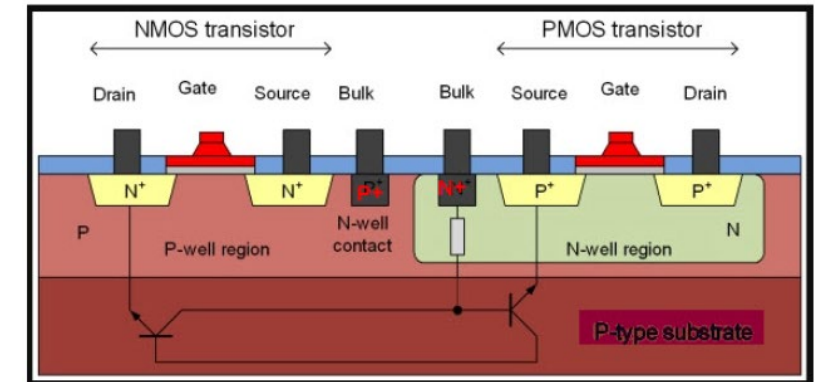 NMOS transistor
PMOS transistor
Drain
Gate
Source
Bulk
Bulk
Source
Gate
Drain
N+
N+
P+
N+
P+
P+
P
N-well
contact
N
P-well region
N-well region
P-type substrate